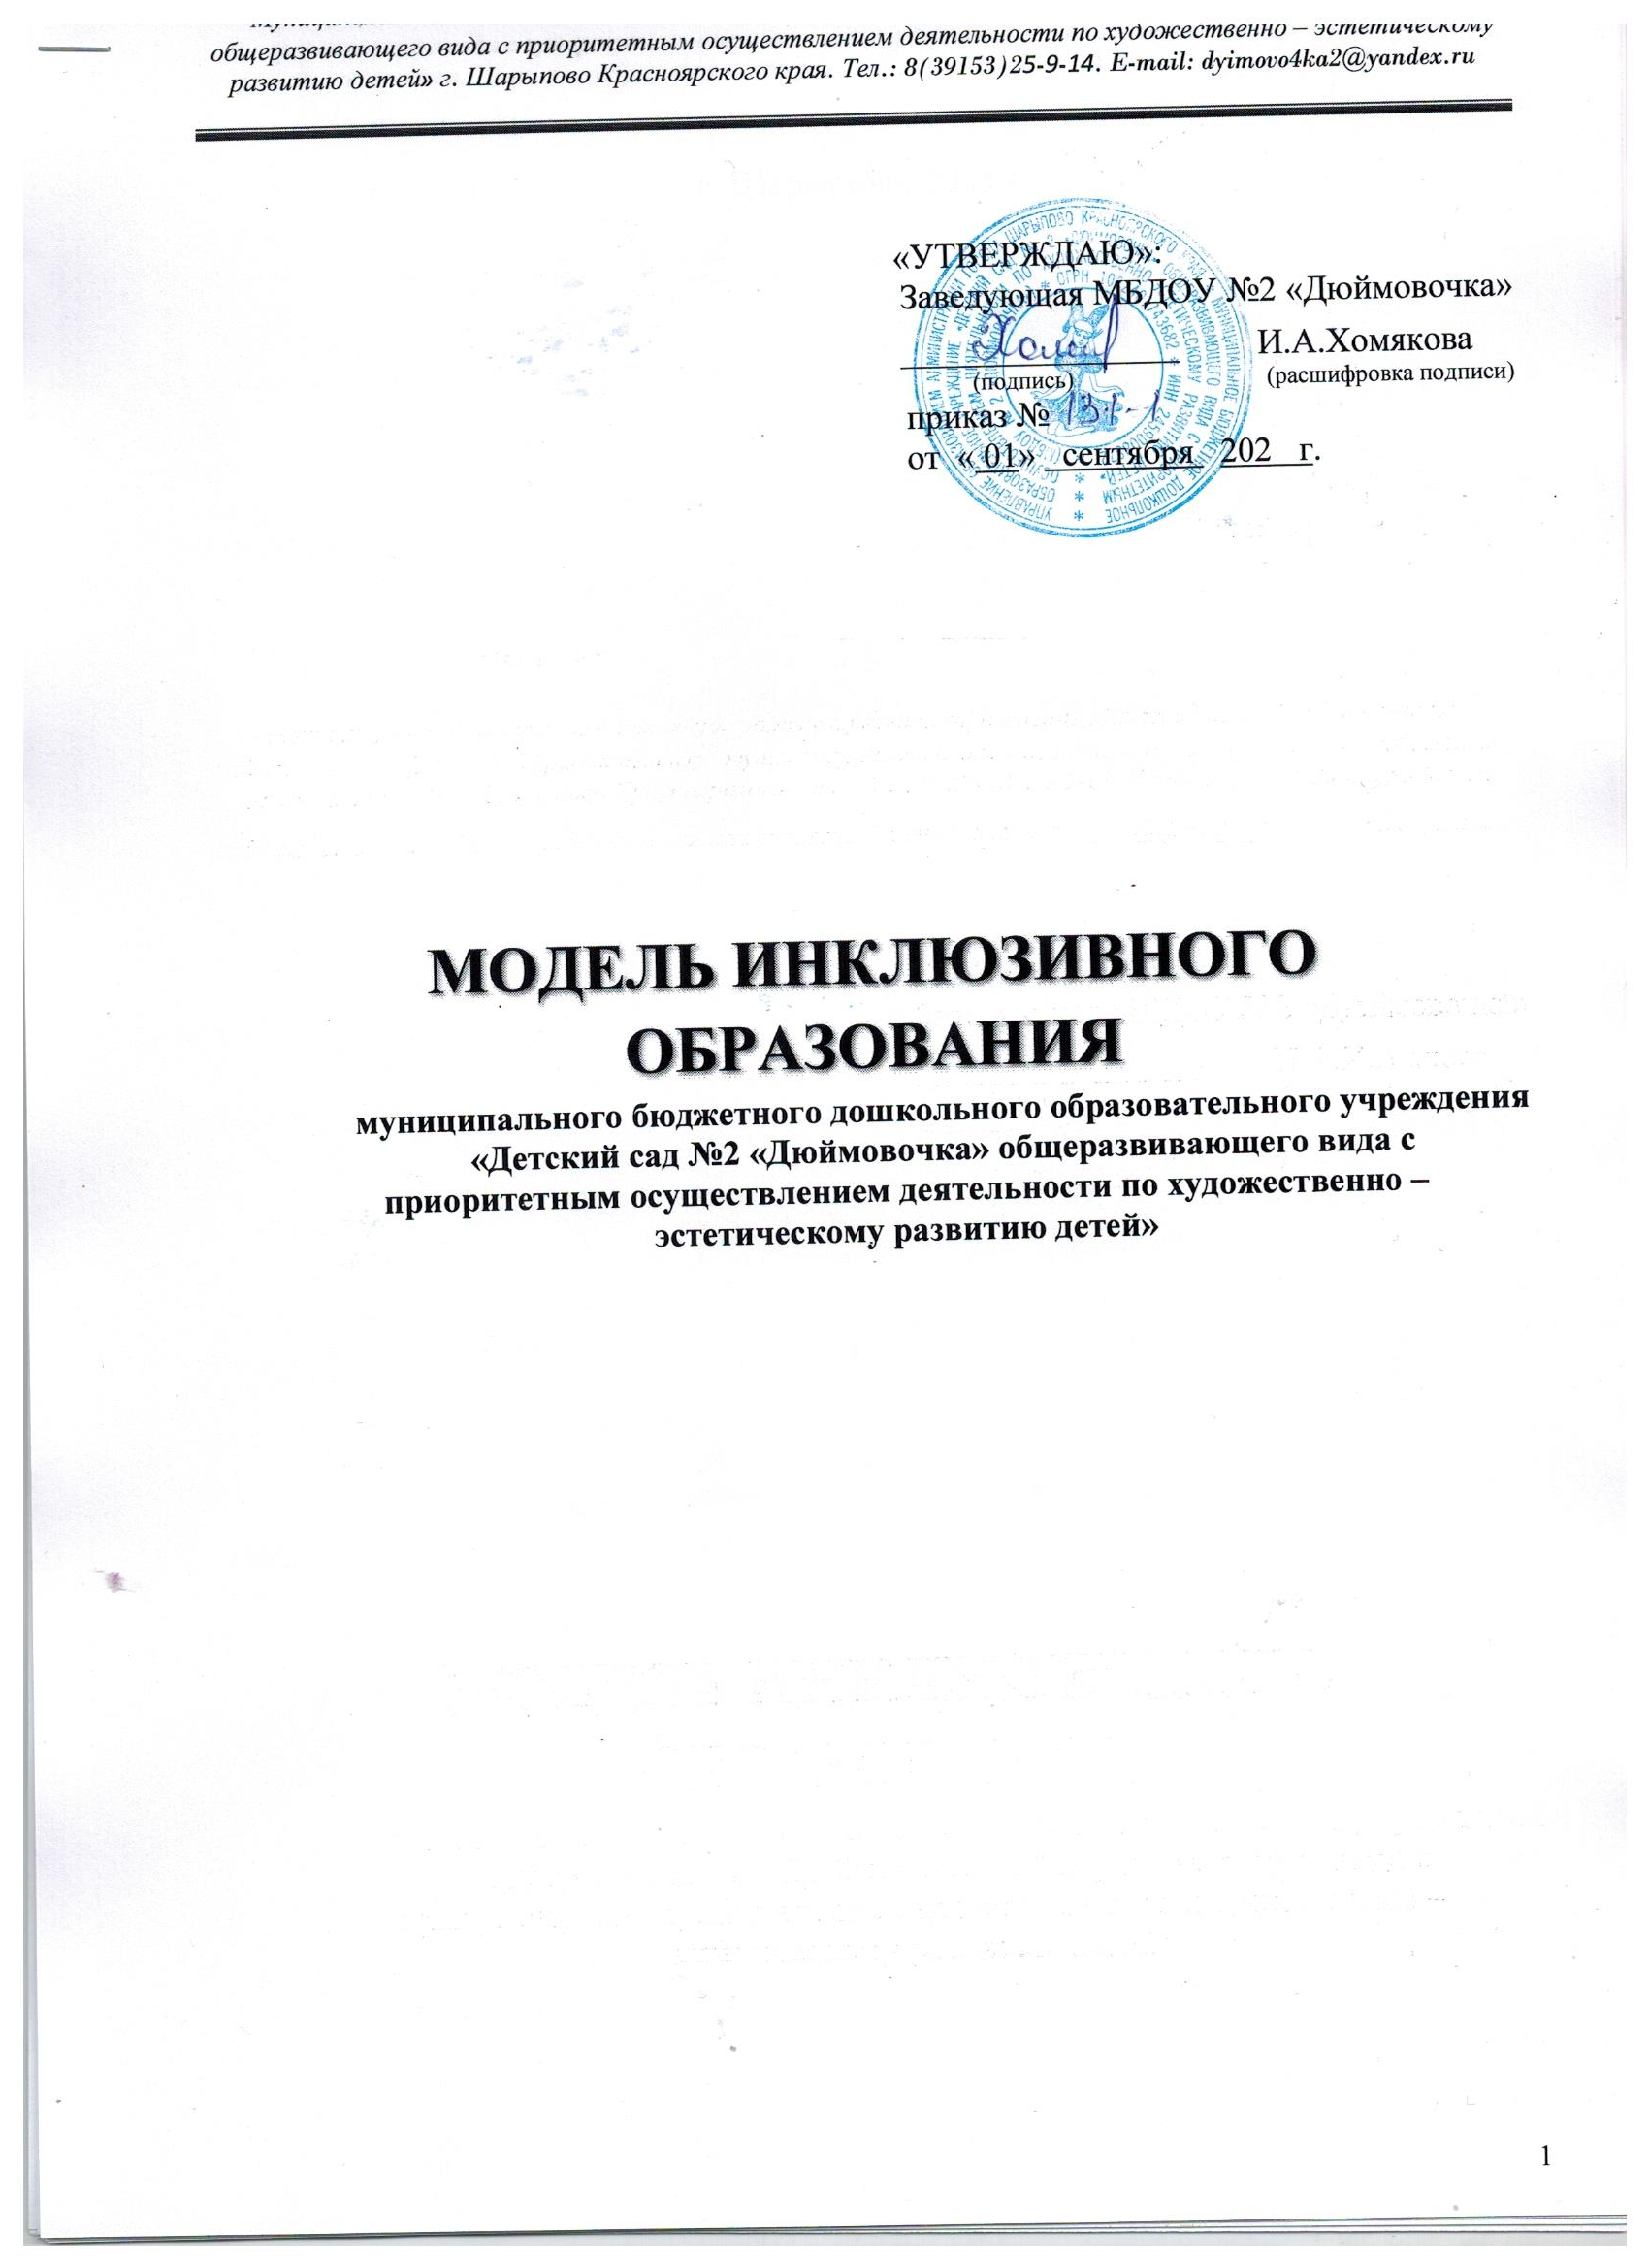 общеразвивающего вида с приоритетным осуществлением деятельности по художественно – эстетическому
развитию детей» г. Шарыпово Красноярского края. Тел.: 8(39153)25-9-14. E-mail: dyimovo4ka2@yandex.ru
«УТВЕРЖДАЮ»:
Заведующая МБДОУ №2 «Дюймовочка»
И.А.Хомякова
(подпись) (расшифровка подписи)
приказ № 131-1
от « 01» сентября 202 г.
МОДЕЛЬ ИНКЛЮЗИВНОГО
ОБРАЗОВАНИЯ
муниципального бюджетного дошкольного образовательного учреждения
«Детский сад №2 «Дюймовочка» общеразвивающего вида с
приоритетным осуществлением деятельности по художественно –
эстетическому развитию детей»
1